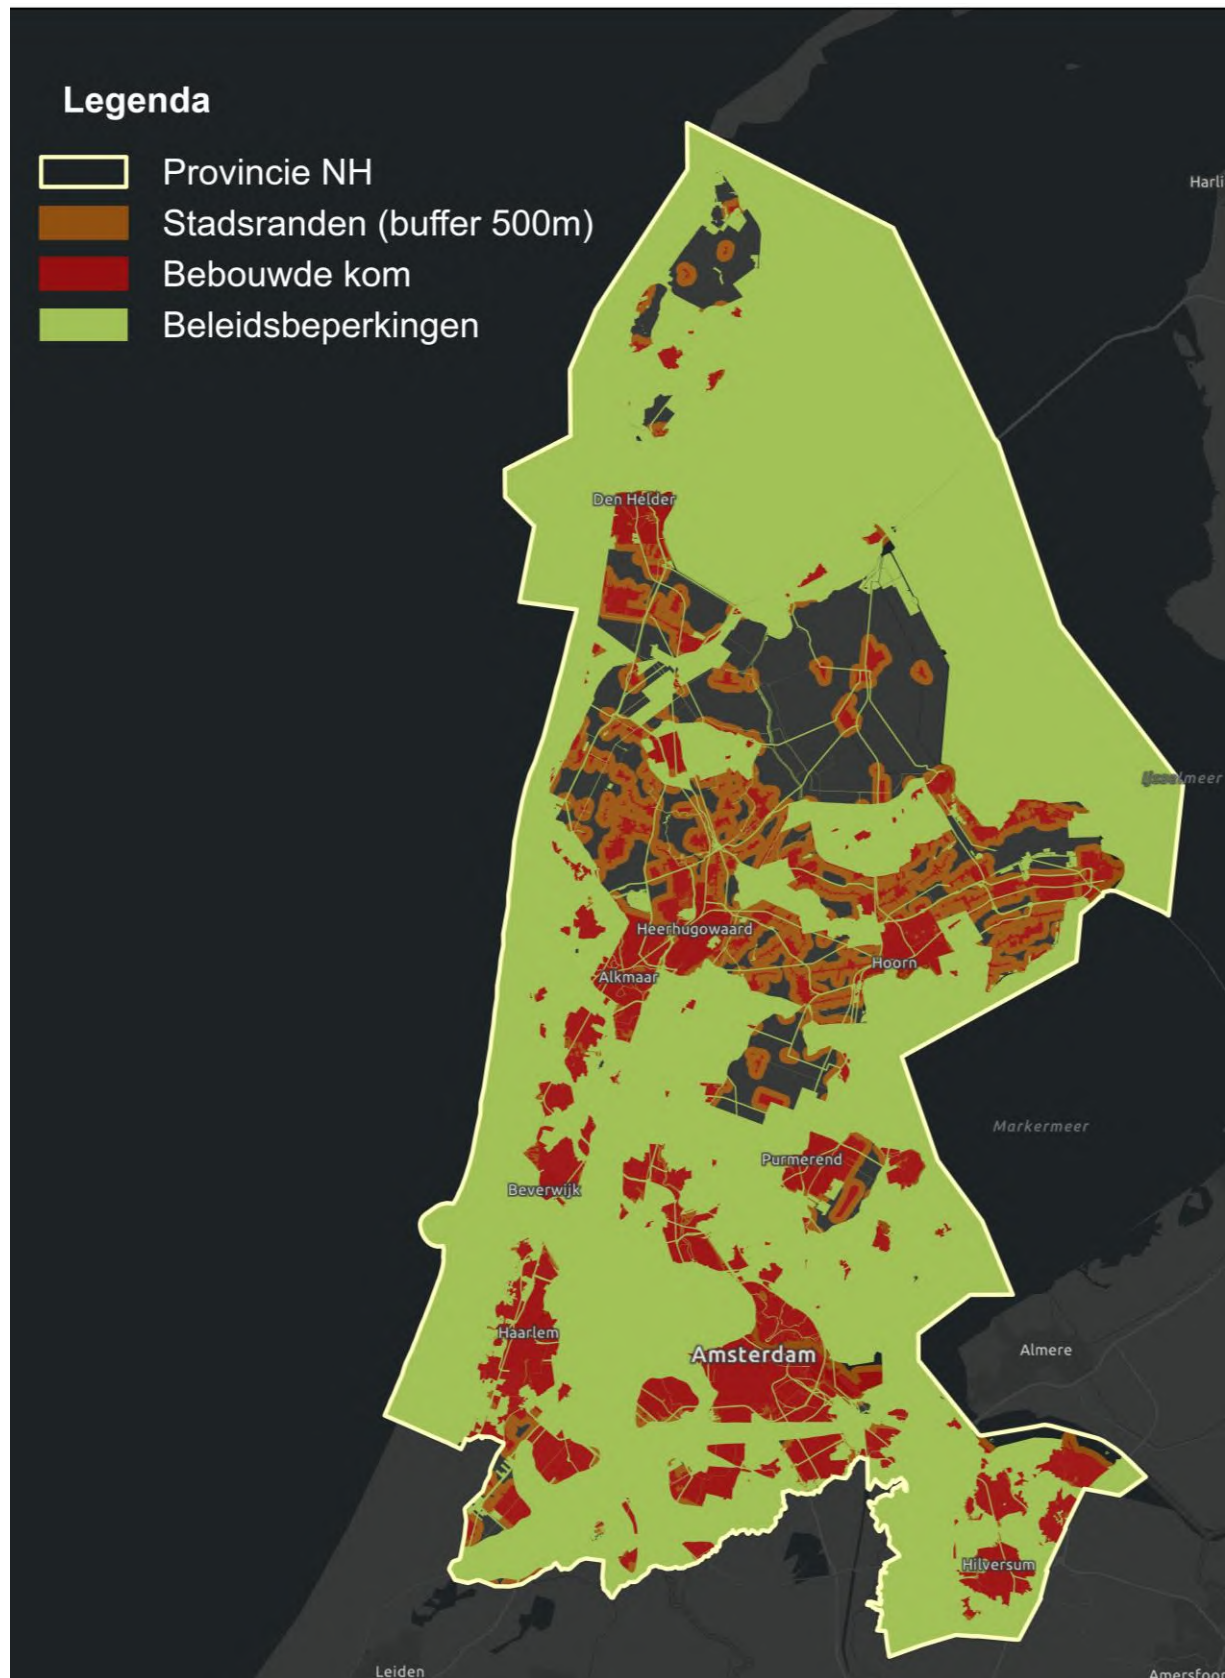 Legenda
Provincie NH
Stadsranden (buffer 500m)
Bebouwde kom
Beleidsbeperkingen
Harli
Den Helder
IJsselmeer
Heerhugowaard
Hoorn
Alkmaar
Markermeer
Purmerend
Beverwijk
Haarlem
Amsterdam
Almere
Hilversum
Leiden
Amersfoor